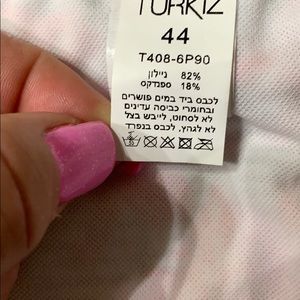 TURKIZ
44
T408-6P90
82% ניילון
18% ספנדקס
לכבס ביד במים פושרים
ובחומרי כביסה עדינים
לא לסחוט, לייבש בצל
לא לגהץ. לכבס בנפרד